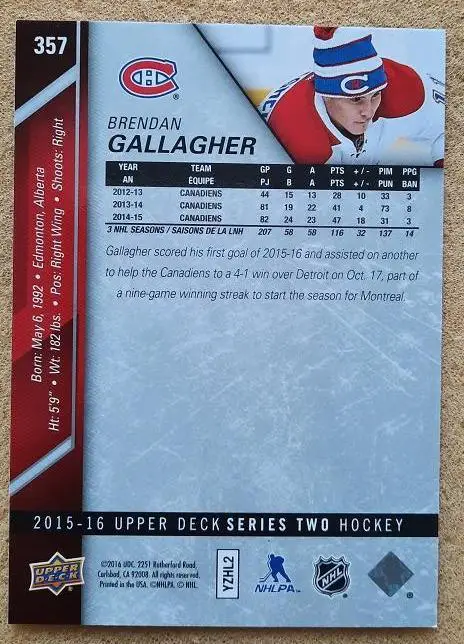 357
BRENDAN
GALLAGHER
YEAR TEAM GP G A PTS + / - PIM PPG
AN ÉQUIPE PJ B A PTS + / - PUN BAN
2012-13 CANADIENS 44 15 13 28 10 33 3
2013-14 CANADIENS 81 19 22 41 4 73 8
2014-15 CANADIENS 82 24 23 47 18 31 3
3 NHL SEASONS / SAISONS DE LA LNH 207 58 58 116 32 137 14
Gallagher scored his first goal of 2015-16 and assisted on another
to help the Canadiens to a 4-1 win over Detroit on Oct. 17, part of
a nine-game winning streak to start the season for Montreal.
Born: May 6, 1992 • Edmonton, Alberta
Ht: 5'9" • Wt: 182 lbs. • Pos: Right Wing • Shoots: Right
2015-16 UPPER DECK SERIES TWO HOCKEY
UPPER DECK
©2016 UDC. 2251 Rutherford Road,
Carlsbad, CA 92008. All rights reserved.
Printed in the USA. ©NHLPA. © NHL.
YZHL2
NHLPA
NHL